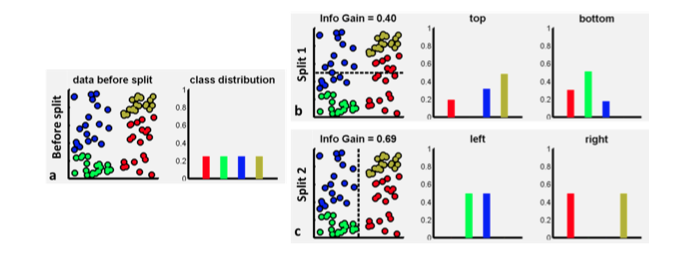 data before split
class distribution
Before split
1
0.8
0.6
0.4
0.2
0
a
Info Gain = 0.40
top
bottom
Split 1
1
0.8
0.6
0.4
0.2
0
1
0.8
0.6
0.4
0.2
0
b
Info Gain = 0.69
left
right
Split 2
1
0.8
0.6
0.4
0.2
0
1
0.8
0.6
0.4
0.2
0
c